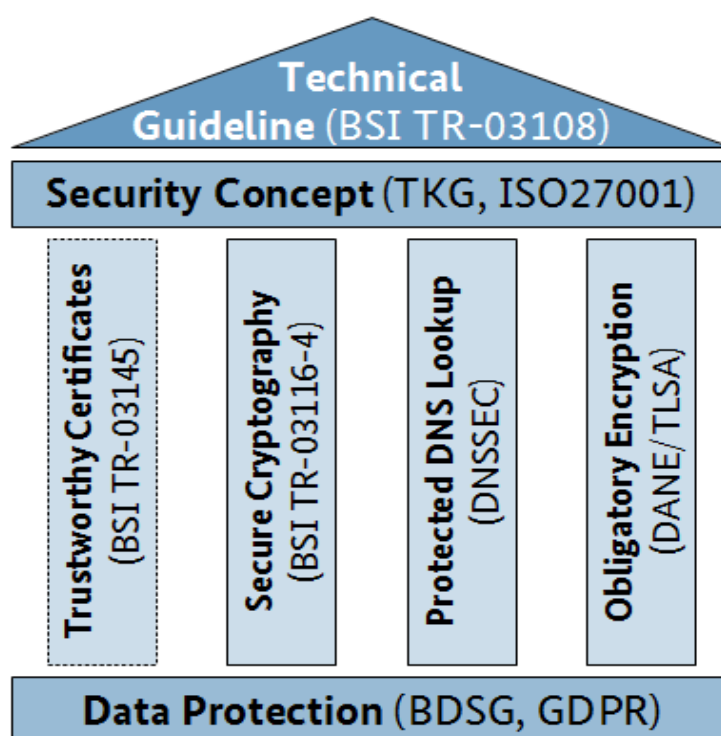 Technical
Guideline (BSI TR-03108)
Security Concept (TKG, ISO27001)
Trustworthy Certificates
(BSI TR-03145)
Secure Cryptography
(BSI TR-03116-4)
Protected DNS Lookup
(DNSSEC)
Obligatory Encryption
(DANE/TLSA)
Data Protection (BDSG, GDPR)